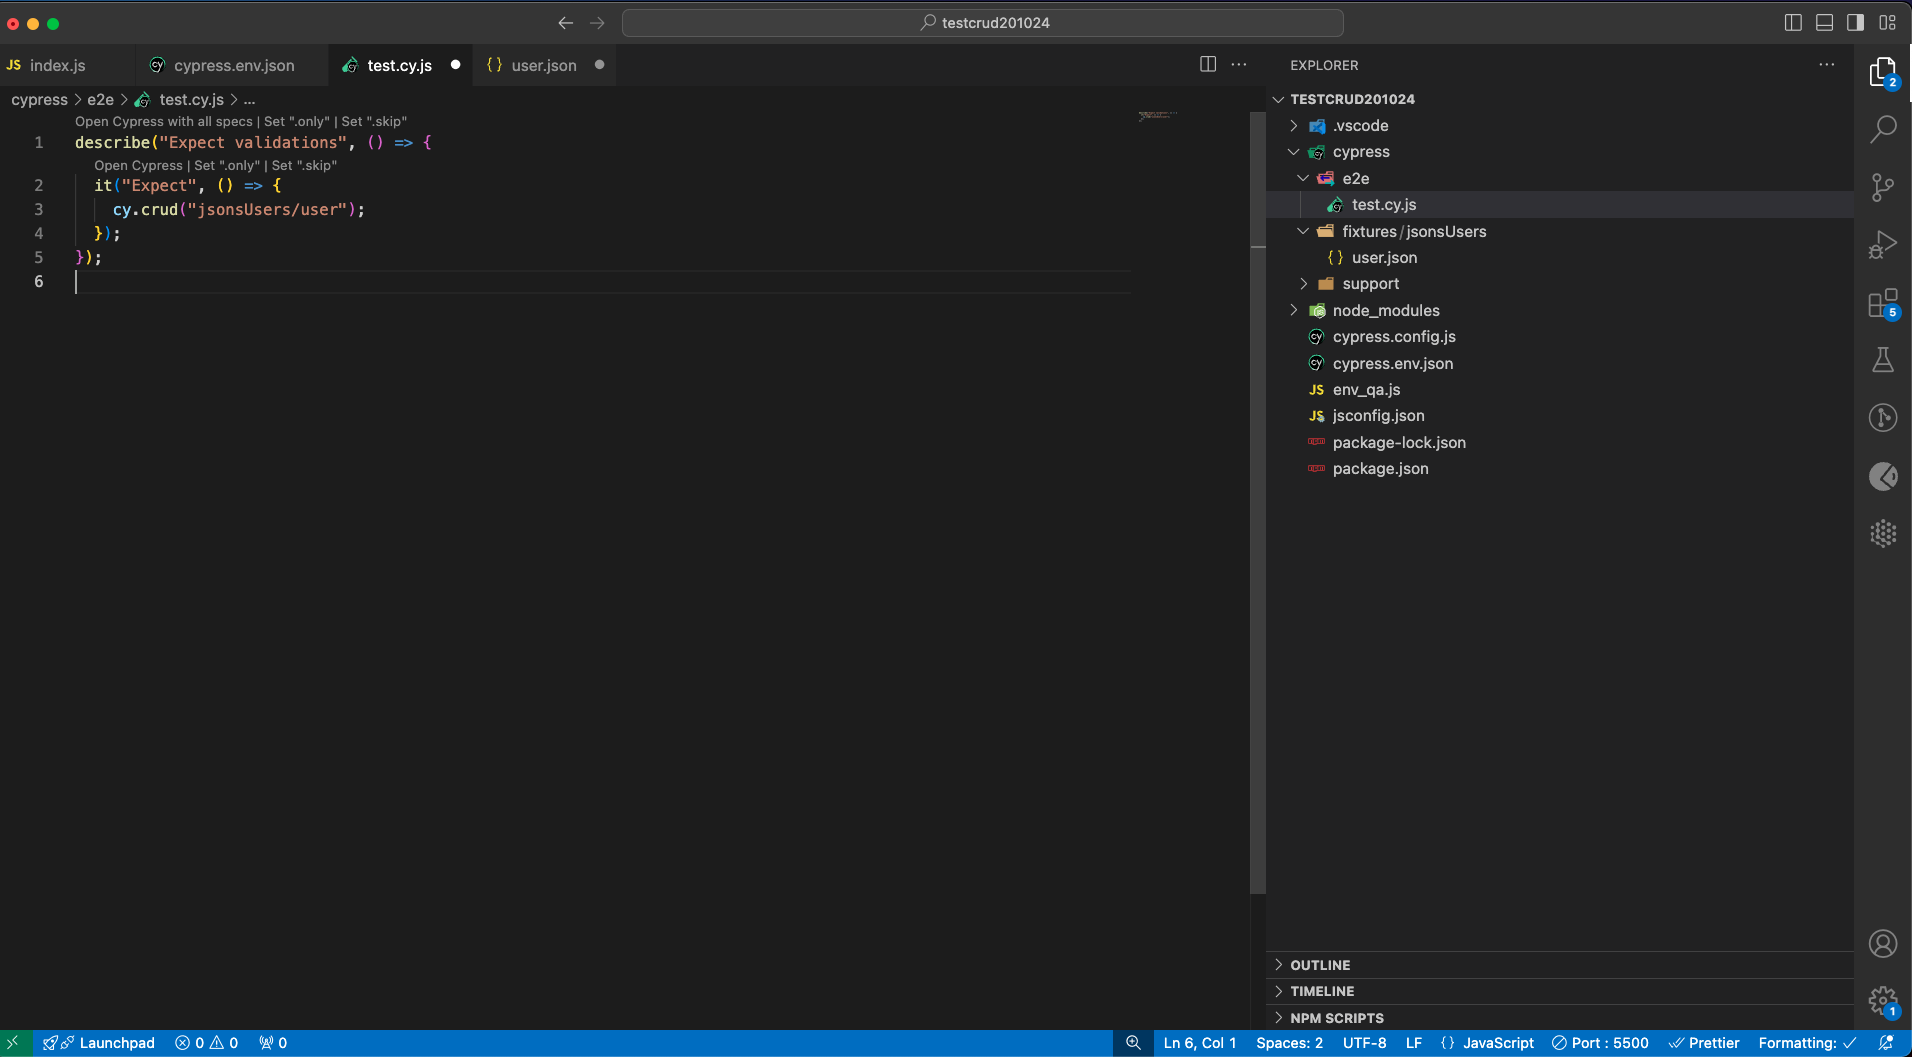 testcrud201024
JS index.js
cypress.env.json
test.cy.js
{} user.json
cypress > e2e > test.cy.js > ...
Open Cypress with all specs | Set ".only" | Set ".skip"
1 describe("Expect validations", () => {
Open Cypress | Set ".only" | Set ".skip"
2 it("Expect", () => {
3 cy.crud("jsonsUsers/user");
4 });
5 });
6
EXPLORER
TESTCRUD201024
.vscode
cypress
e2e
test.cy.js
fixtures/jsonsUsers
{} user.json
support
node_modules
cy cypress.config.js
cy cypress.env.json
JS env_qa.js
JS jsconfig.json
package-lock.json
package.json
OUTLINE
TIMELINE
NPM SCRIPTS
2
5
1
Launchpad 0 0 0
Ln 6, Col 1 Spaces: 2 UTF-8 LF {} JavaScript Port : 5500 Prettier Formatting: